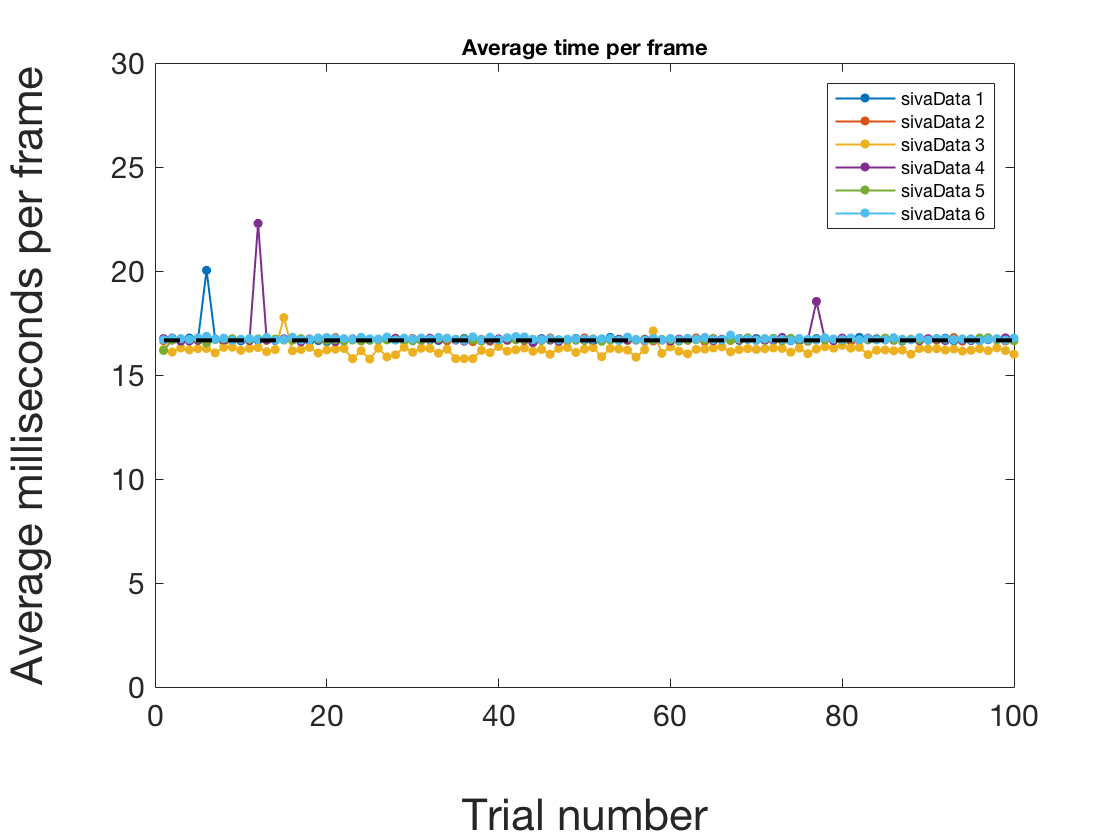 Average time per frame
Average milliseconds per frame
30
25
20
15
10
5
0
0 20 40 60 80 100
Trial number
sivaData 1
sivaData 2
sivaData 3
sivaData 4
sivaData 5
sivaData 6